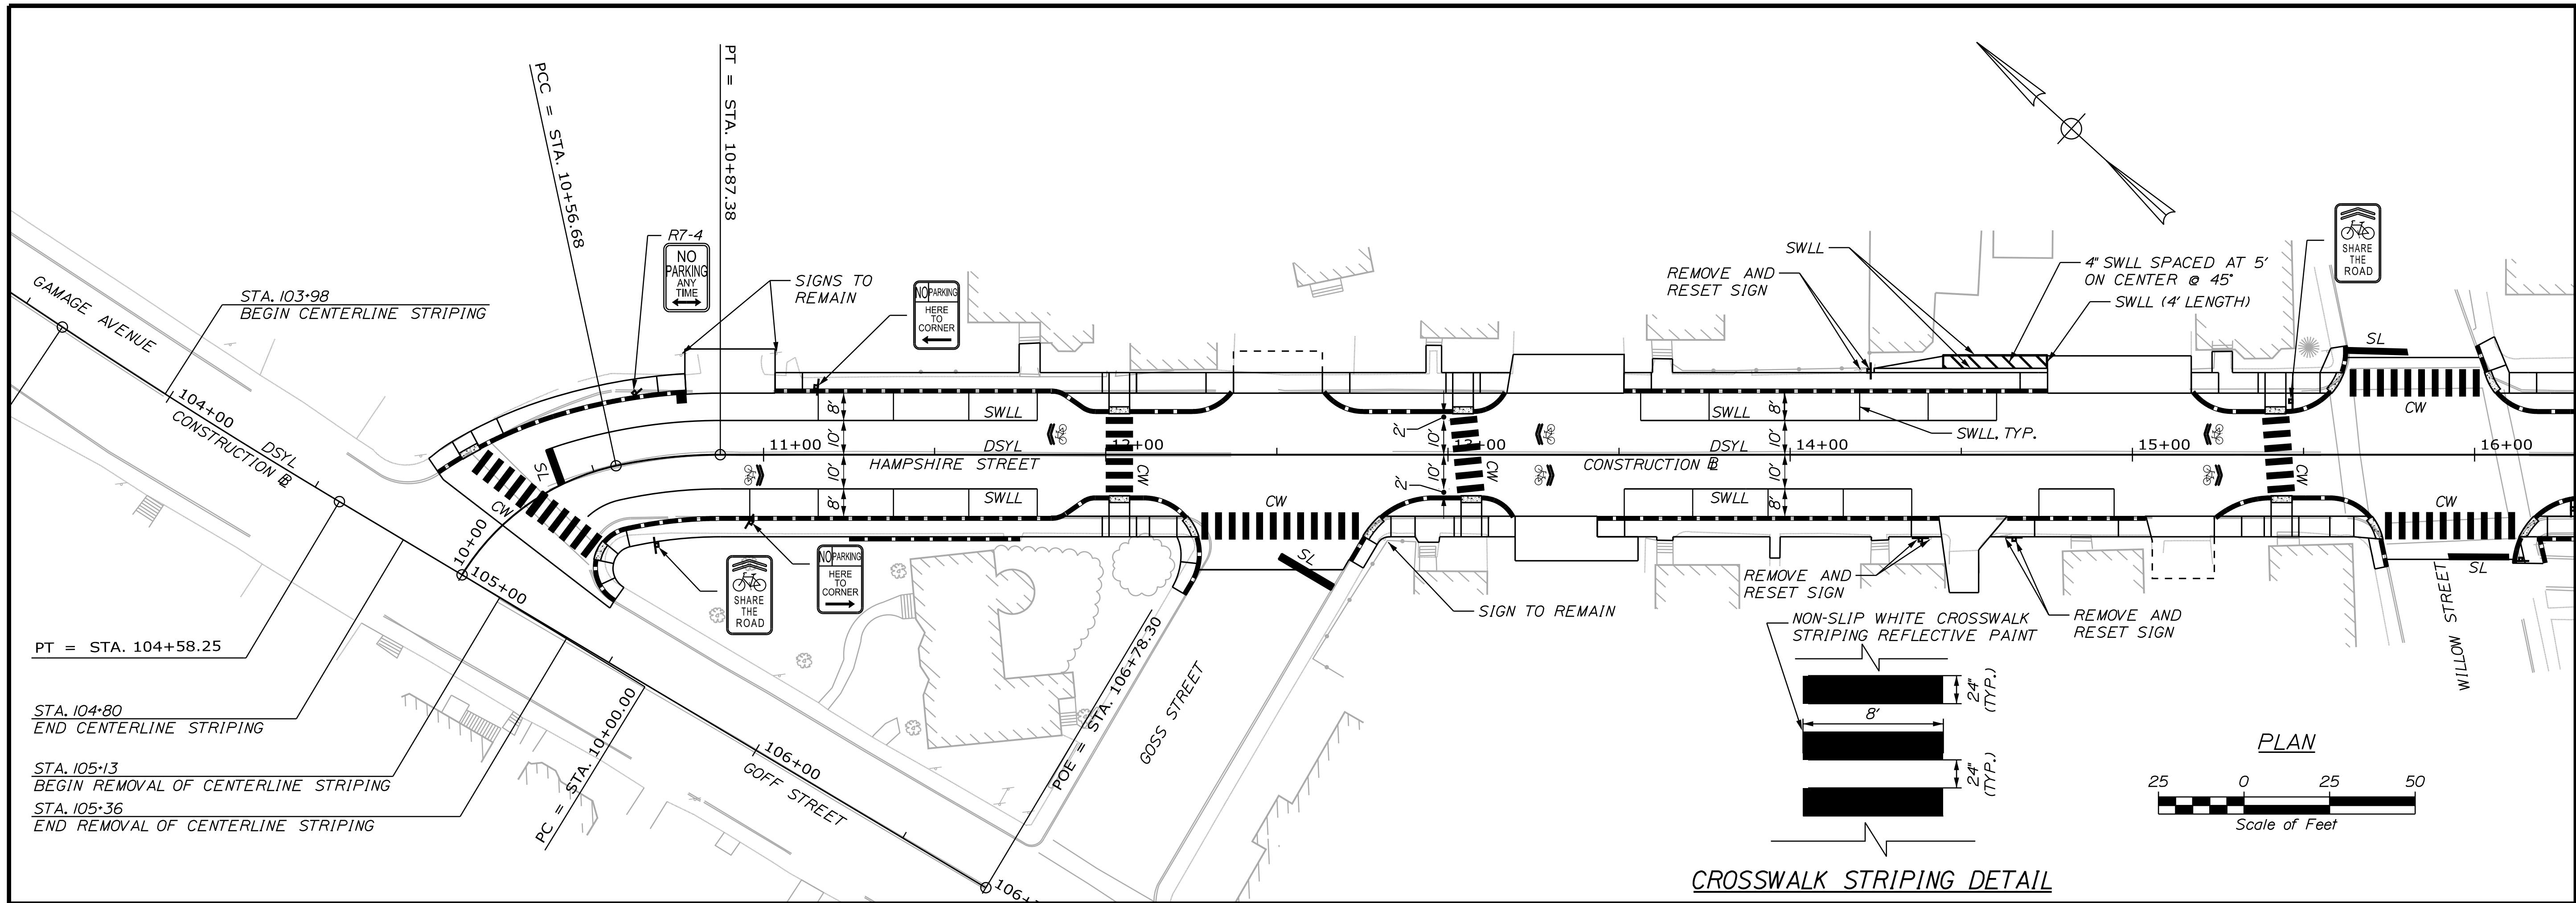 PCC = STA. 10+56.68
PT = STA. 10+87.38
GAMAGE AVENUE
STA. 103+98
BEGIN CENTERLINE STRIPING
R7-4
NO
PARKING
ANY
TIME
SIGNS TO
REMAIN
NO PARKING
HERE
TO
CORNER
SWLL
REMOVE AND
RESET SIGN
4" SWLL SPACED AT 5'
ON CENTER @ 45°
SWLL (4' LENGTH)
SHARE
THE
ROAD
SL
CW
104+00
DSYL
CONSTRUCTION BL
SL
CW
10+00
105+00
8'
10'
10'
8'
SWLL
11+00
DSYL
HAMPSHIRE STREET
SWLL
12+00
CW
CW
2'
10'
13+00
10'
2'
CW
SWLL
DSYL
CONSTRUCTION BL
SWLL
8'
10'
10'
8'
14+00
SWLL, TYP.
15+00
CW
16+00
CW
SL
SL
WILLOW STREET
SHARE
THE
ROAD
NO PARKING
HERE
TO
CORNER
SIGN TO REMAIN
REMOVE AND
RESET SIGN
REMOVE AND
RESET SIGN
PT = STA. 104+58.25
STA. 104+80
END CENTERLINE STRIPING
STA. 105+13
BEGIN REMOVAL OF CENTERLINE STRIPING
STA. 105+36
END REMOVAL OF CENTERLINE STRIPING
PC = STA. 10+00.00
106+00
GOFF STREET
POE = STA. 106+78.30
GOSS STREET
NON-SLIP WHITE CROSSWALK
STRIPING REFLECTIVE PAINT
24"
(TYP.)
8'
24"
(TYP.)
CROSSWALK STRIPING DETAIL
PLAN
25 0 25 50
Scale of Feet